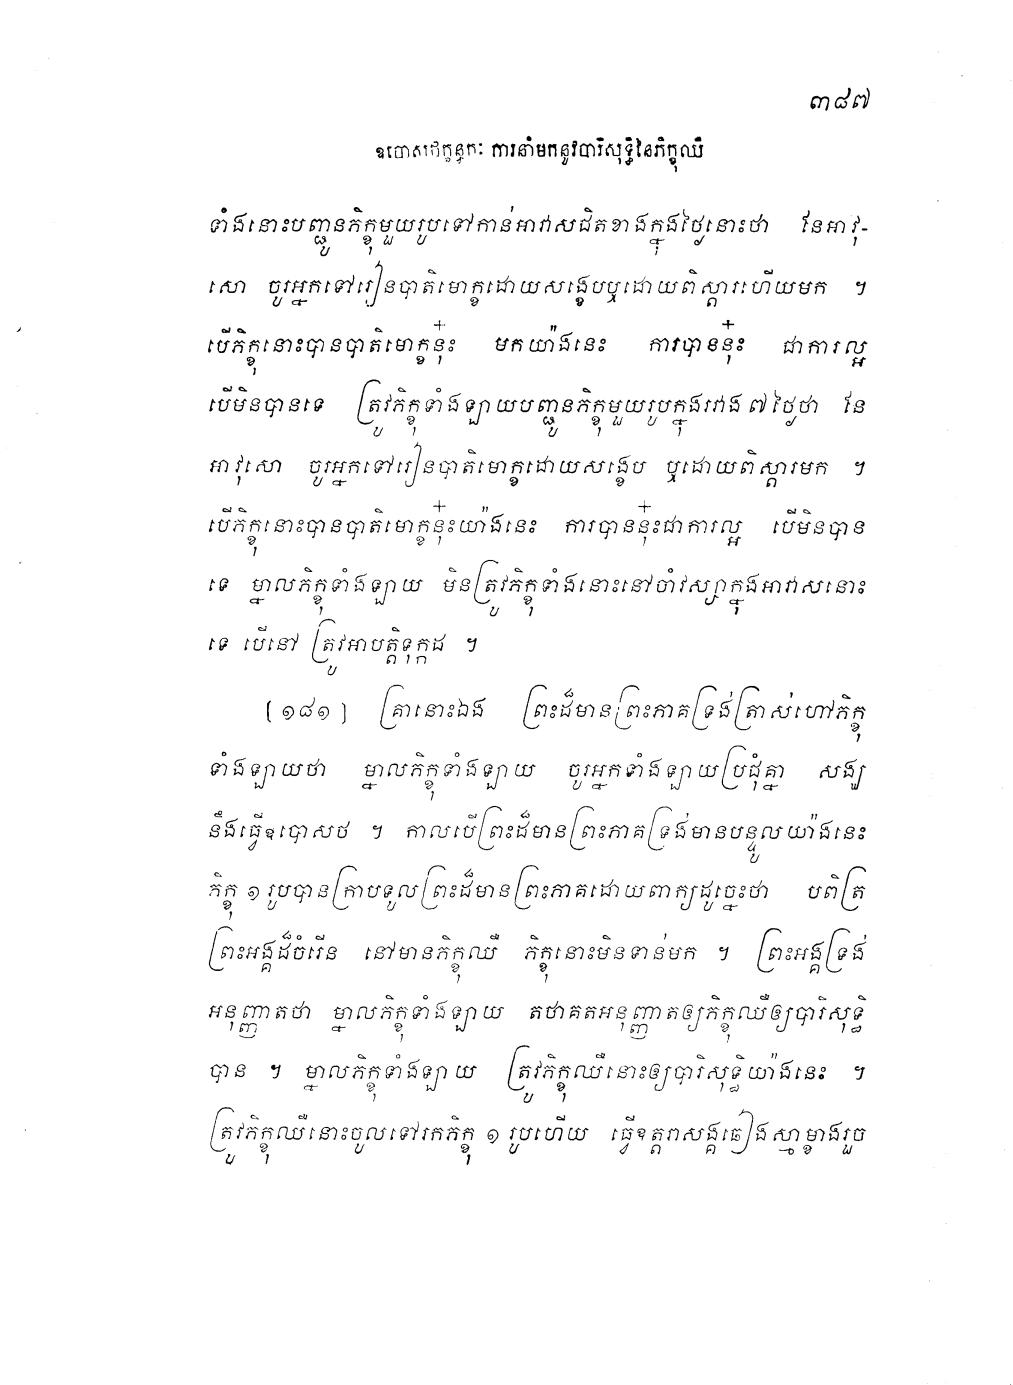 ៣៨៧
ឧបោសថក្ខន្ធកៈ ការនាំមកនូវបារិសុទ្ធិនៃភិក្ខុឈឺ
ទាំងនោះបញ្ជូនភិក្ខុមួយរូបទៅកាន់អាវាសជិតខាងក្នុងថ្ងៃនោះថា នែអាវុ-
សោ ចូរអ្នកទៅរៀនបាតិមោក្ខដោយសង្ខេបឬដោយពិស្តារហើយមក ។
បើភិក្ខុនោះបានបាតិមោក្ខនុ៎ះ មកយ៉ាងនេះ ការបាននុ៎ះ ជាការល្អ
បើមិនបានទេ ត្រូវភិក្ខុទាំងឡាយបញ្ជូនភិក្ខុមួយរូបក្នុងរវាង ៧ ថ្ងៃថា នែ
អាវុសោ ចូរអ្នកទៅរៀនបាតិមោក្ខដោយសង្ខេប ឬដោយពិស្តារមក ។
បើភិក្ខុនោះបានបាតិមោក្ខនុ៎ះយ៉ាងនេះ ការបាននុ៎ះជាការល្អ បើមិនបាន
ទេ ម្នាលភិក្ខុទាំងឡាយ មិនត្រូវភិក្ខុទាំងនោះនៅចាំវស្សាក្នុងអាវាសនោះ
ទេ បើនៅ ត្រូវអាបត្តិទុក្កដ ។
[១៨១] គ្រានោះឯង ព្រះដ៏មានព្រះភាគទ្រង់ត្រាស់ហៅភិក្ខុ
ទាំងឡាយថា ម្នាលភិក្ខុទាំងឡាយ ចូរអ្នកទាំងឡាយប្រជុំគ្នា សង្ឃ
នឹងធ្វើឧបោសថ ។ កាលបើព្រះដ៏មានព្រះភាគទ្រង់មានបន្ទូលយ៉ាងនេះ
ភិក្ខុ ១ រូបបានក្រាបទូលព្រះដ៏មានព្រះភាគដោយពាក្យដូច្នេះថា បពិត្រ
ព្រះអង្គដ៏ចំរើន នៅមានភិក្ខុឈឺ ភិក្ខុនោះមិនទាន់មក ។ ព្រះអង្គទ្រង់
អនុញ្ញាតថា ម្នាលភិក្ខុទាំងឡាយ តថាគតអនុញ្ញាតឲ្យភិក្ខុឈឺឲ្យបារិសុទ្ធិ
បាន ។ ម្នាលភិក្ខុទាំងឡាយ ត្រូវភិក្ខុឈឺនោះឲ្យបារិសុទ្ធិយ៉ាងនេះ ។
ត្រូវភិក្ខុឈឺនោះចូលទៅរកភិក្ខុ ១ រូបហើយ ធ្វើឧត្តរាសង្គឆៀងស្មាម្ខាងរួច